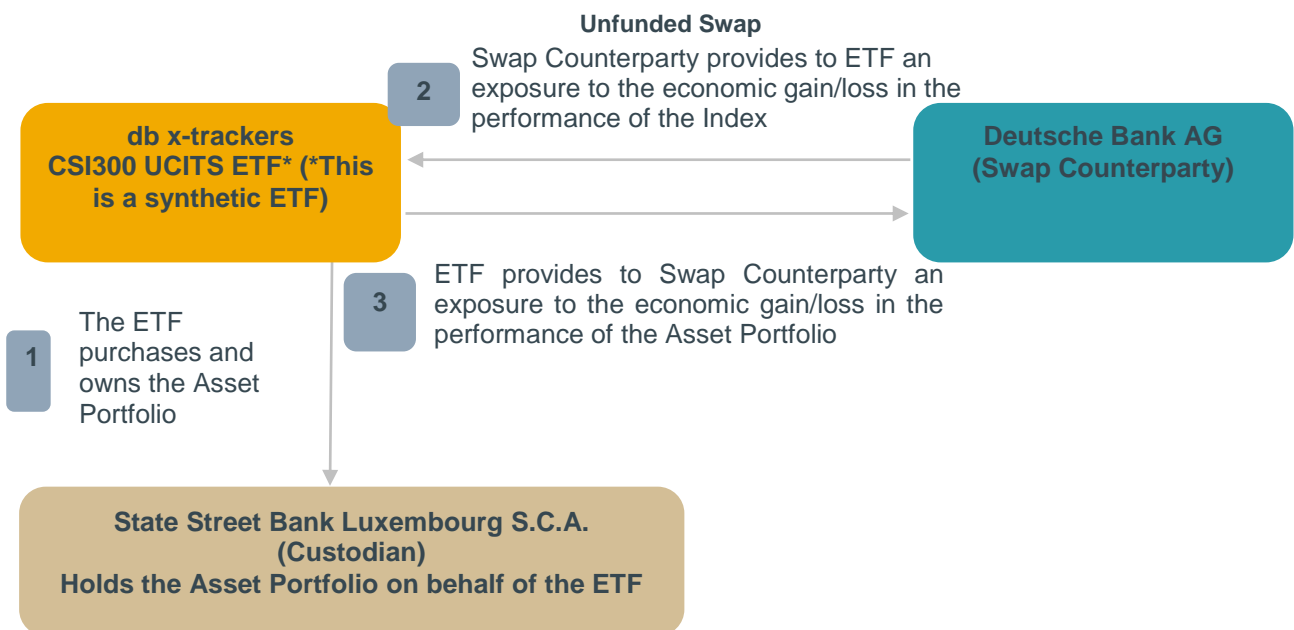 Unfunded Swap
2
Swap Counterparty provides to ETF an
exposure to the economic gain/loss in the
performance of the Index
db x-trackers
CSI300 UCITS ETF* (*This
is a synthetic ETF)
Deutsche Bank AG
(Swap Counterparty)
3
ETF provides to Swap Counterparty an
exposure to the economic gain/loss in the
performance of the Asset Portfolio
1
The ETF
purchases and
owns the Asset
Portfolio
State Street Bank Luxembourg S.C.A.
(Custodian)
Holds the Asset Portfolio on behalf of the ETF